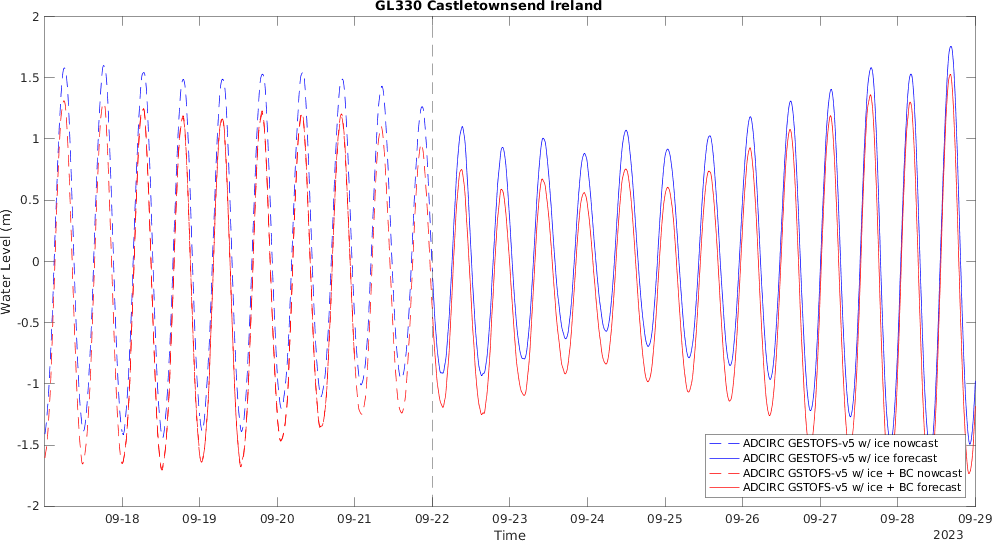 GL330 Castletownsend Ireland
2
1.5
1
0.5
0
-0.5
-1
-1.5
-2
Water Level (m)
ADCIRC GESTOFS-v5 w/ ice nowcast
ADCIRC GESTOFS-v5 w/ ice forecast
ADCIRC GSTOFS-v5 w/ ice + BC nowcast
ADCIRC GSTOFS-v5 w/ ice + BC forecast
09-18 09-19 09-20 09-21 09-22 09-23 09-24 09-25 09-26 09-27 09-28 09-29
Time
2023